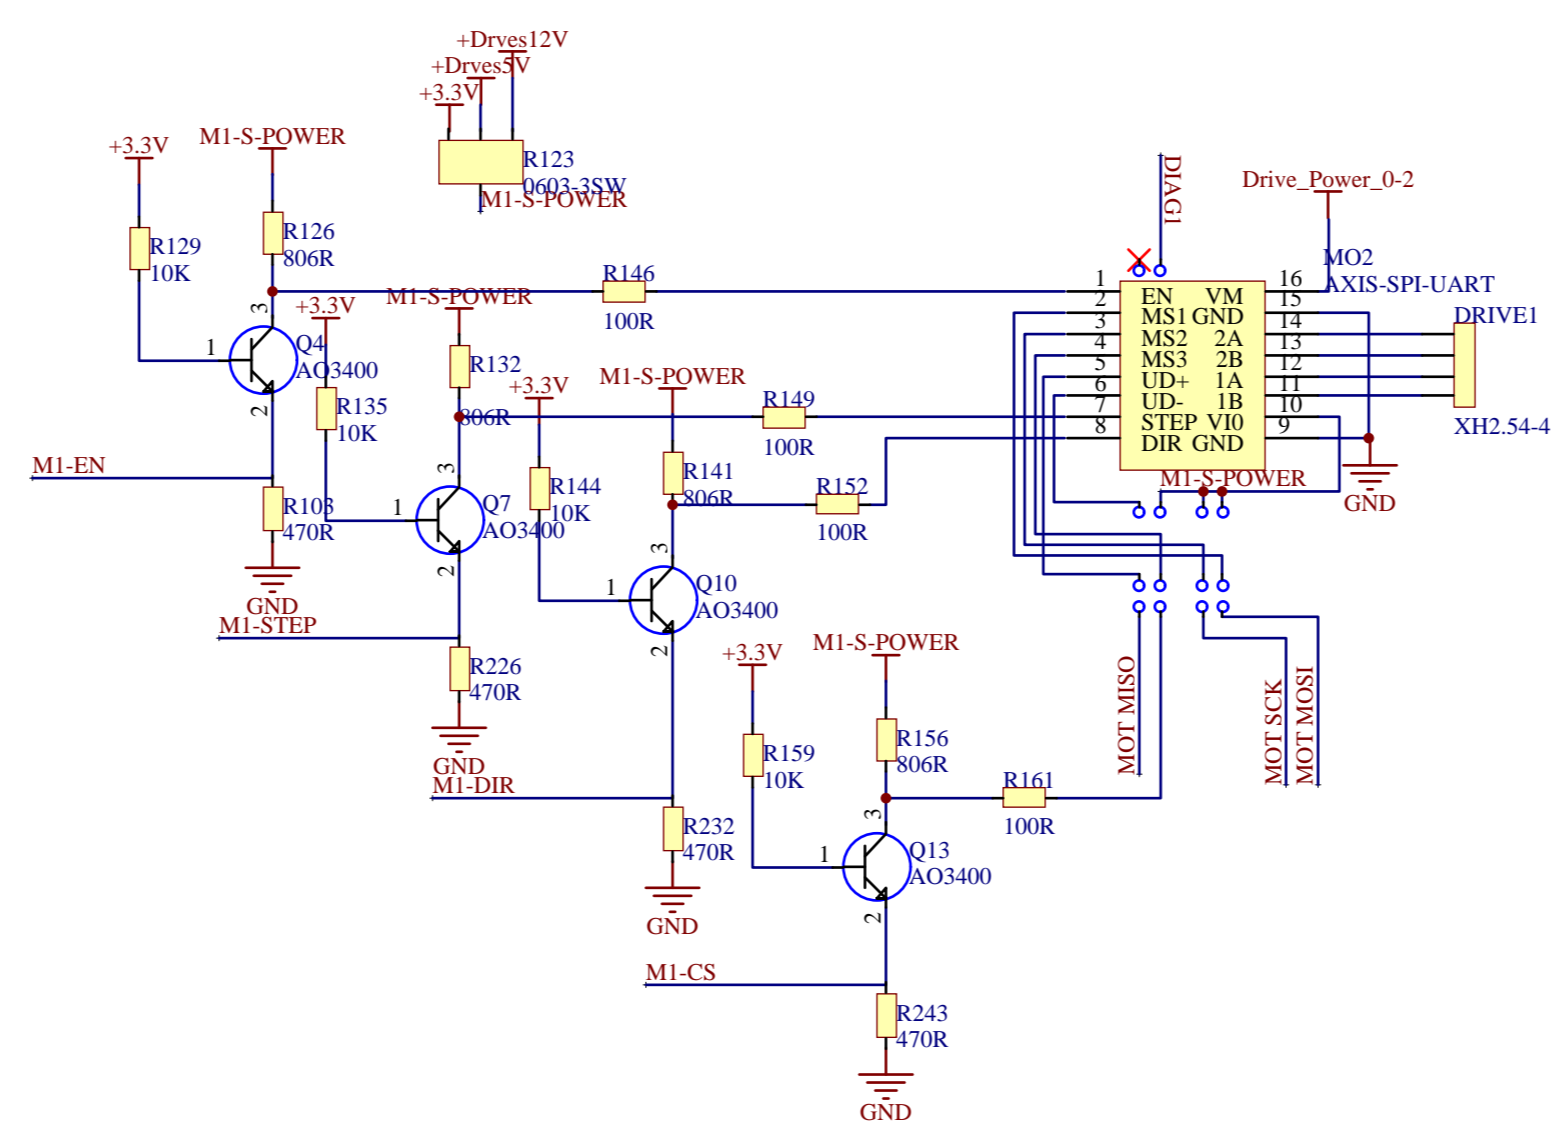 +Drves12V
+Drves5V
+3.3V
R123
0603-3SW
M1-S-POWER
+3.3V
M1-S-POWER
R129
10K
R126
806R
3
1
Q4
AO3400
2
M1-EN
R103
470R
GND
+3.3V
M1-S-POWER
R135
10K
R132
806R
3
1
Q7
AO3400
2
M1-STEP
R226
470R
GND
+3.3V
M1-S-POWER
R144
10K
R141
806R
3
1
Q10
AO3400
2
M1-DIR
R232
470R
GND
+3.3V
M1-S-POWER
R159
10K
R156
806R
3
1
Q13
AO3400
2
M1-CS
R243
470R
GND
R146
100R
R149
100R
R152
100R
R161
100R
DIAG1
Drive_Power_0-2
MO2
AXIS-SPI-UART
1 EN VM 16
2 MS1 GND 15
3 MS2 2A 14
4 MS3 2B 13
5 UD+ 1A 12
6 UD- 1B 11
7 STEP VI0 10
8 DIR GND 9
DRIVE1
XH2.54-4
M1-S-POWER
GND
MOT MISO
MOT SCK
MOT MOSI